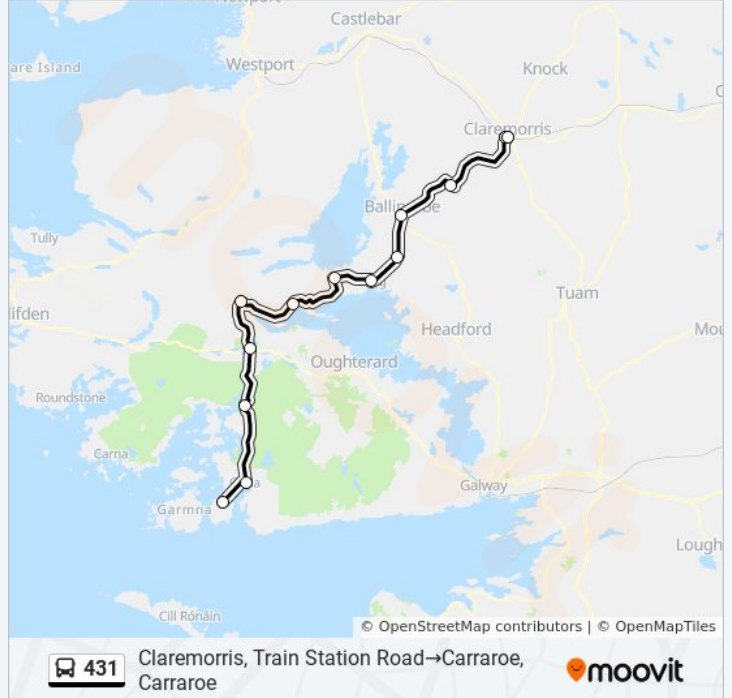 Castlebar
Westport
are Island
Knock
Claremorris
Tully
Tuam
lifden
Headford
Mou
Oughterard
Roundstone
Carna
Galway
Garmna
Lough
Cill Rónáin
© OpenStreetMap contributors | © OpenMapTiles
431
Claremorris, Train Station Road→Carraroe,
Carraroe
moovit